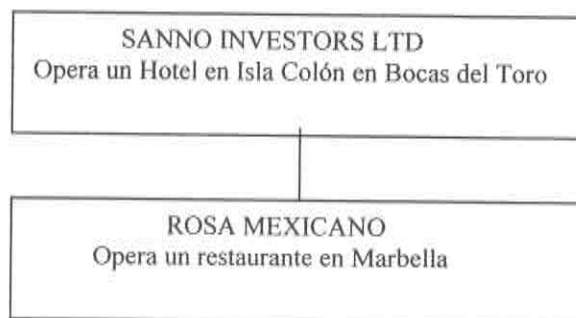 SANNO INVESTORS LTD
Opera un Hotel en Isla Colón en Bocas del Toro
ROSA MEXICANO
Opera un restaurante en Marbella